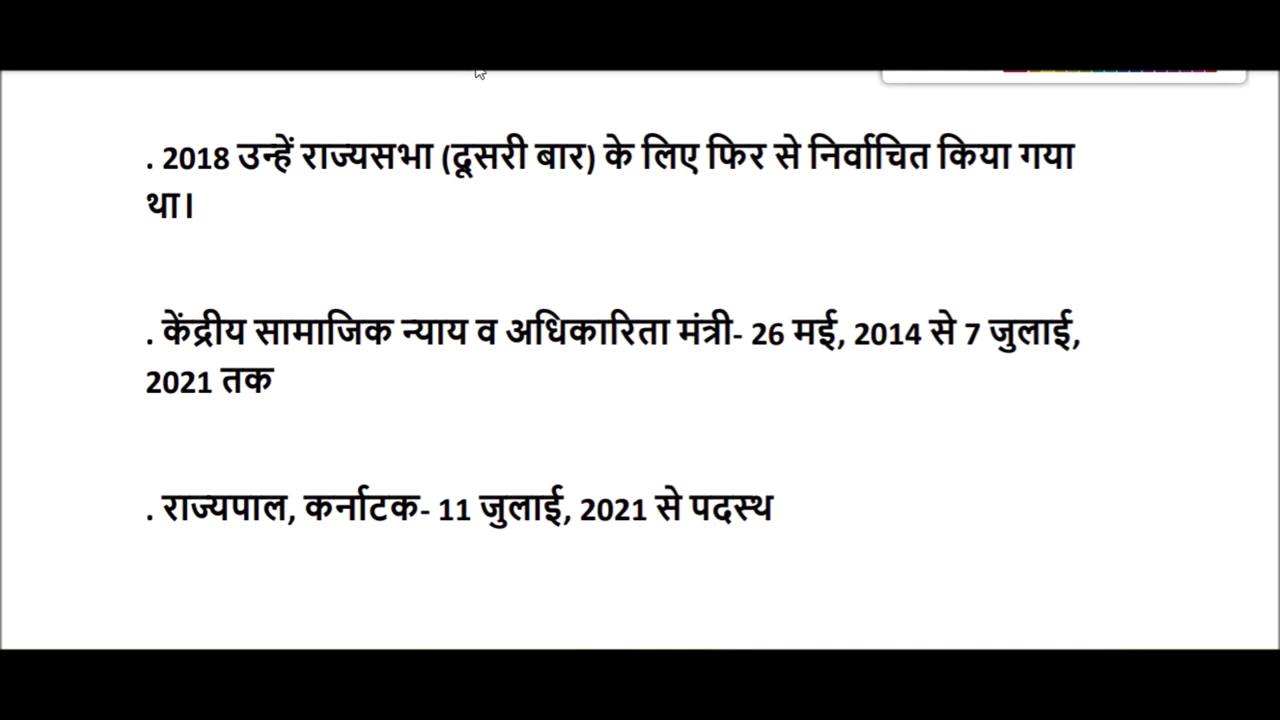 . 2018 उन्हें राज्यसभा (दूसरी बार) के लिए फिर से निर्वाचित किया गया
था।
. केंद्रीय सामाजिक न्याय व अधिकारिता मंत्री- 26 मई, 2014 से 7 जुलाई,
2021 तक
. राज्यपाल, कर्नाटक- 11 जुलाई, 2021 से पदस्थ